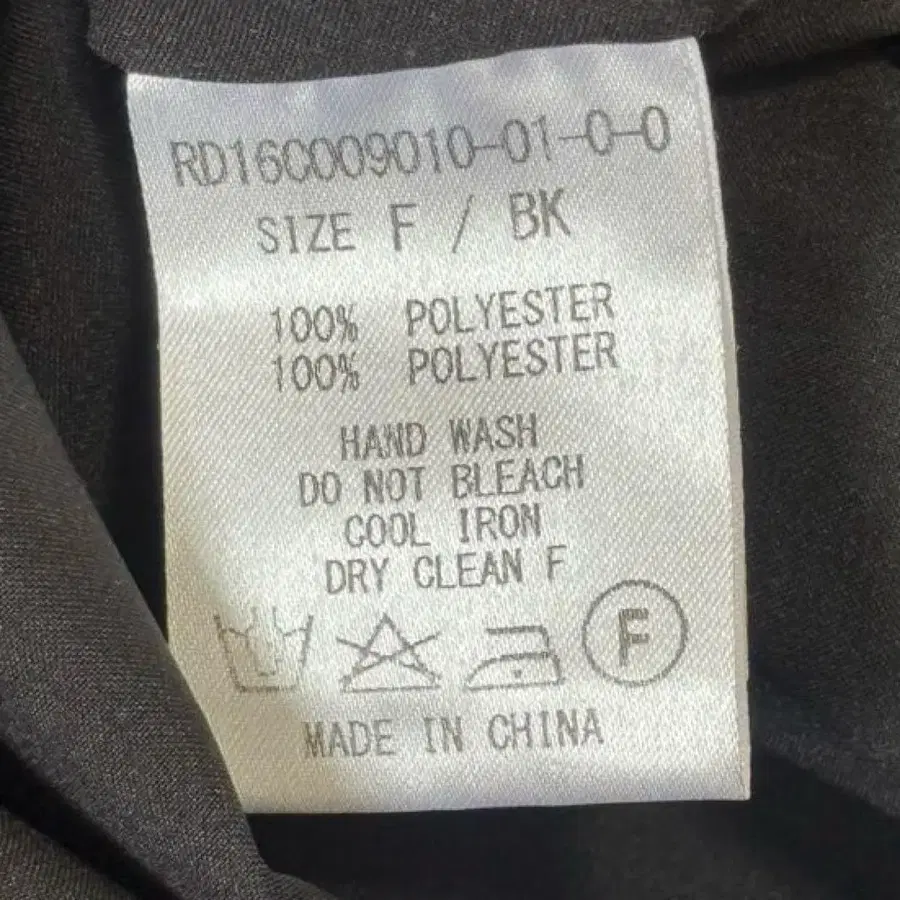 RD16C009010-01-0-0
SIZE F / BK
100% POLYESTER
100% POLYESTER
HAND WASH
DO NOT BLEACH
COOL IRON
DRY CLEAN F
F
MADE IN CHINA